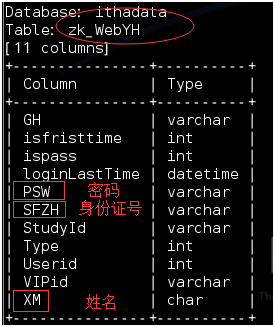 Database: ithadata
Table: zk_WebYH
[11 columns]
+---------------+----------+
| Column | Type |
+---------------+----------+
| GH | varchar |
| isfristtime | int |
| ispass | int |
| loginLastTime | datetime |
| PSW 密码 | varchar |
| SFZH 身份证号 | varchar |
| StudyId | varchar |
| Type | int |
| Userid | int |
| VIPid | varchar |
| XM 姓名 | char |
+---------------+----------+